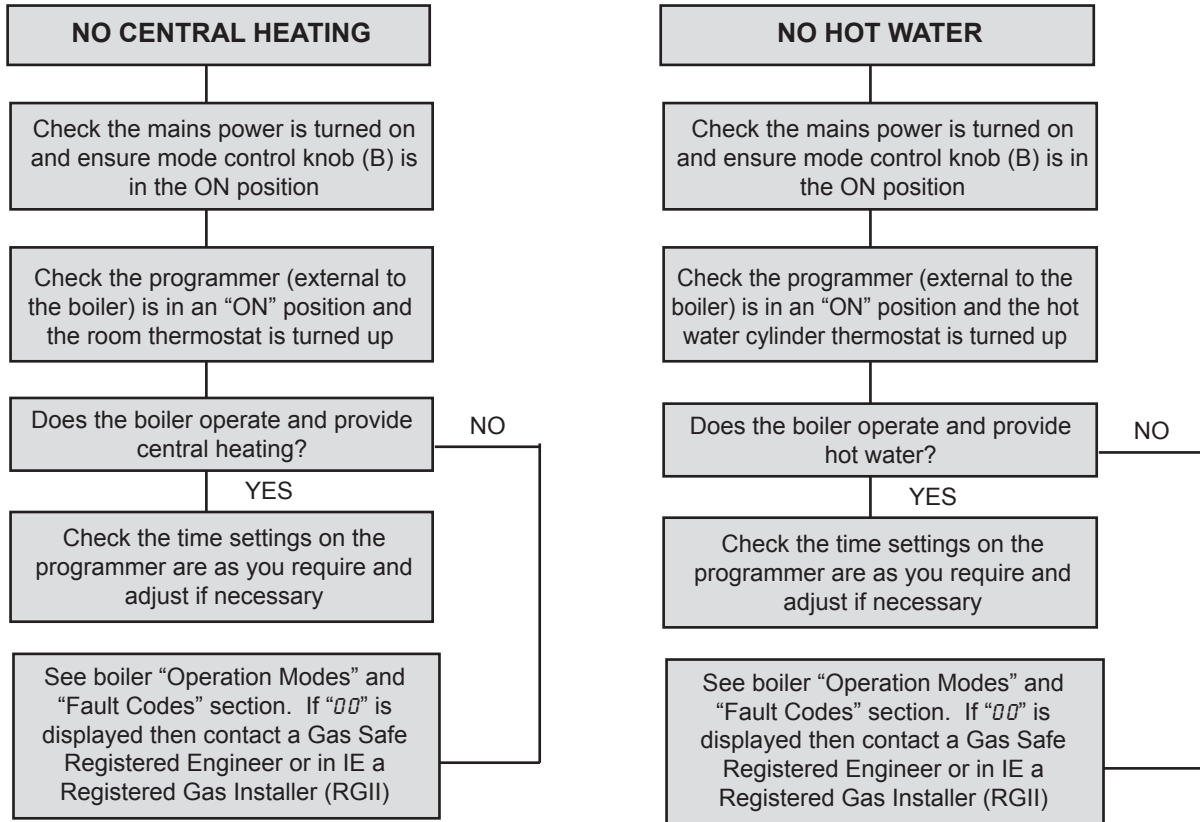 NO CENTRAL HEATING
Check the mains power is turned on
and ensure mode control knob (B) is
in the ON position
Check the programmer (external to
the boiler) is in an “ON” position and
the room thermostat is turned up
Does the boiler operate and provide
central heating?
NO
YES
Check the time settings on the
programmer are as you require and
adjust if necessary
See boiler “Operation Modes” and
“Fault Codes” section.  If “00” is
displayed then contact a Gas Safe
Registered Engineer or in IE a
Registered Gas Installer (RGII)
NO HOT WATER
Check the mains power is turned on
and ensure mode control knob (B) is in
the ON position
Check the programmer (external to the
boiler) is in an “ON” position and the hot
water cylinder thermostat is turned up
Does the boiler operate and provide
hot water?
NO
YES
Check the time settings on the
programmer are as you require and
adjust if necessary
See boiler “Operation Modes” and
“Fault Codes” section.  If “00” is
displayed then contact a Gas Safe
Registered Engineer or in IE a
Registered Gas Installer (RGII)